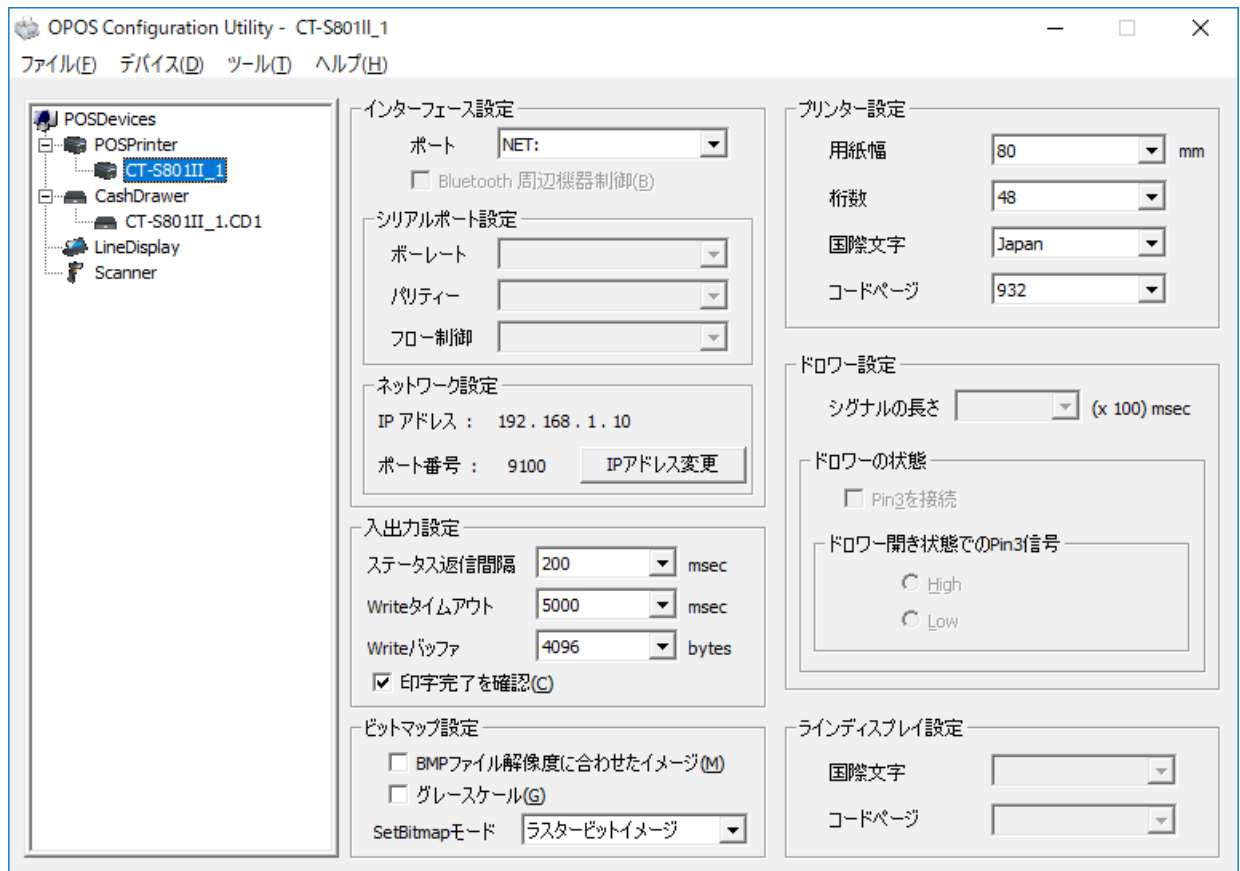 OPOS Configuration Utility - CT-S801II_1
ファイル(F) デバイス(D) ツール(T) ヘルプ(H)
POSDevices
POSPrinter
CT-S801II_1
CashDrawer
CT-S801II_1.CD1
LineDisplay
Scanner
インターフェース設定
ポート NET:
Bluetooth 周辺機器制御(B)
シリアルポート設定
ボーレート
パリティー
フロー制御
ネットワーク設定
IP アドレス : 192 . 168 . 1 . 10
ポート番号 : 9100 IPアドレス変更
入出力設定
ステータス返信間隔 200 msec
Writeタイムアウト 5000 msec
Writeバッファ 4096 bytes
印字完了を確認(C)
ビットマップ設定
BMPファイル解像度に合わせたイメージ(M)
グレースケール(G)
SetBitmapモード ラスタービットイメージ
プリンター設定
用紙幅 80 mm
桁数 48
国際文字 Japan
コードページ 932
ドロワー設定
シグナルの長さ (x 100) msec
ドロワーの状態
Pin3を接続
ドロワー開き状態でのPin3信号
High
Low
ラインディスプレイ設定
国際文字
コードページ